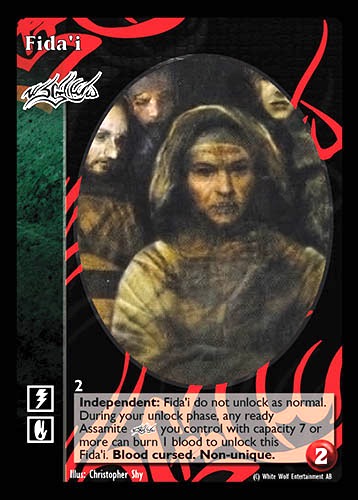 Fida'i
2
Independent: Fida'i do not unlock as normal.
During your unlock phase, any ready
Assamite you control with capacity 7 or
more can burn 1 blood to unlock this
Fida'i. Blood cursed. Non-unique.
2
Illus: Christopher Shy
(C) White Wolf Entertainment AB